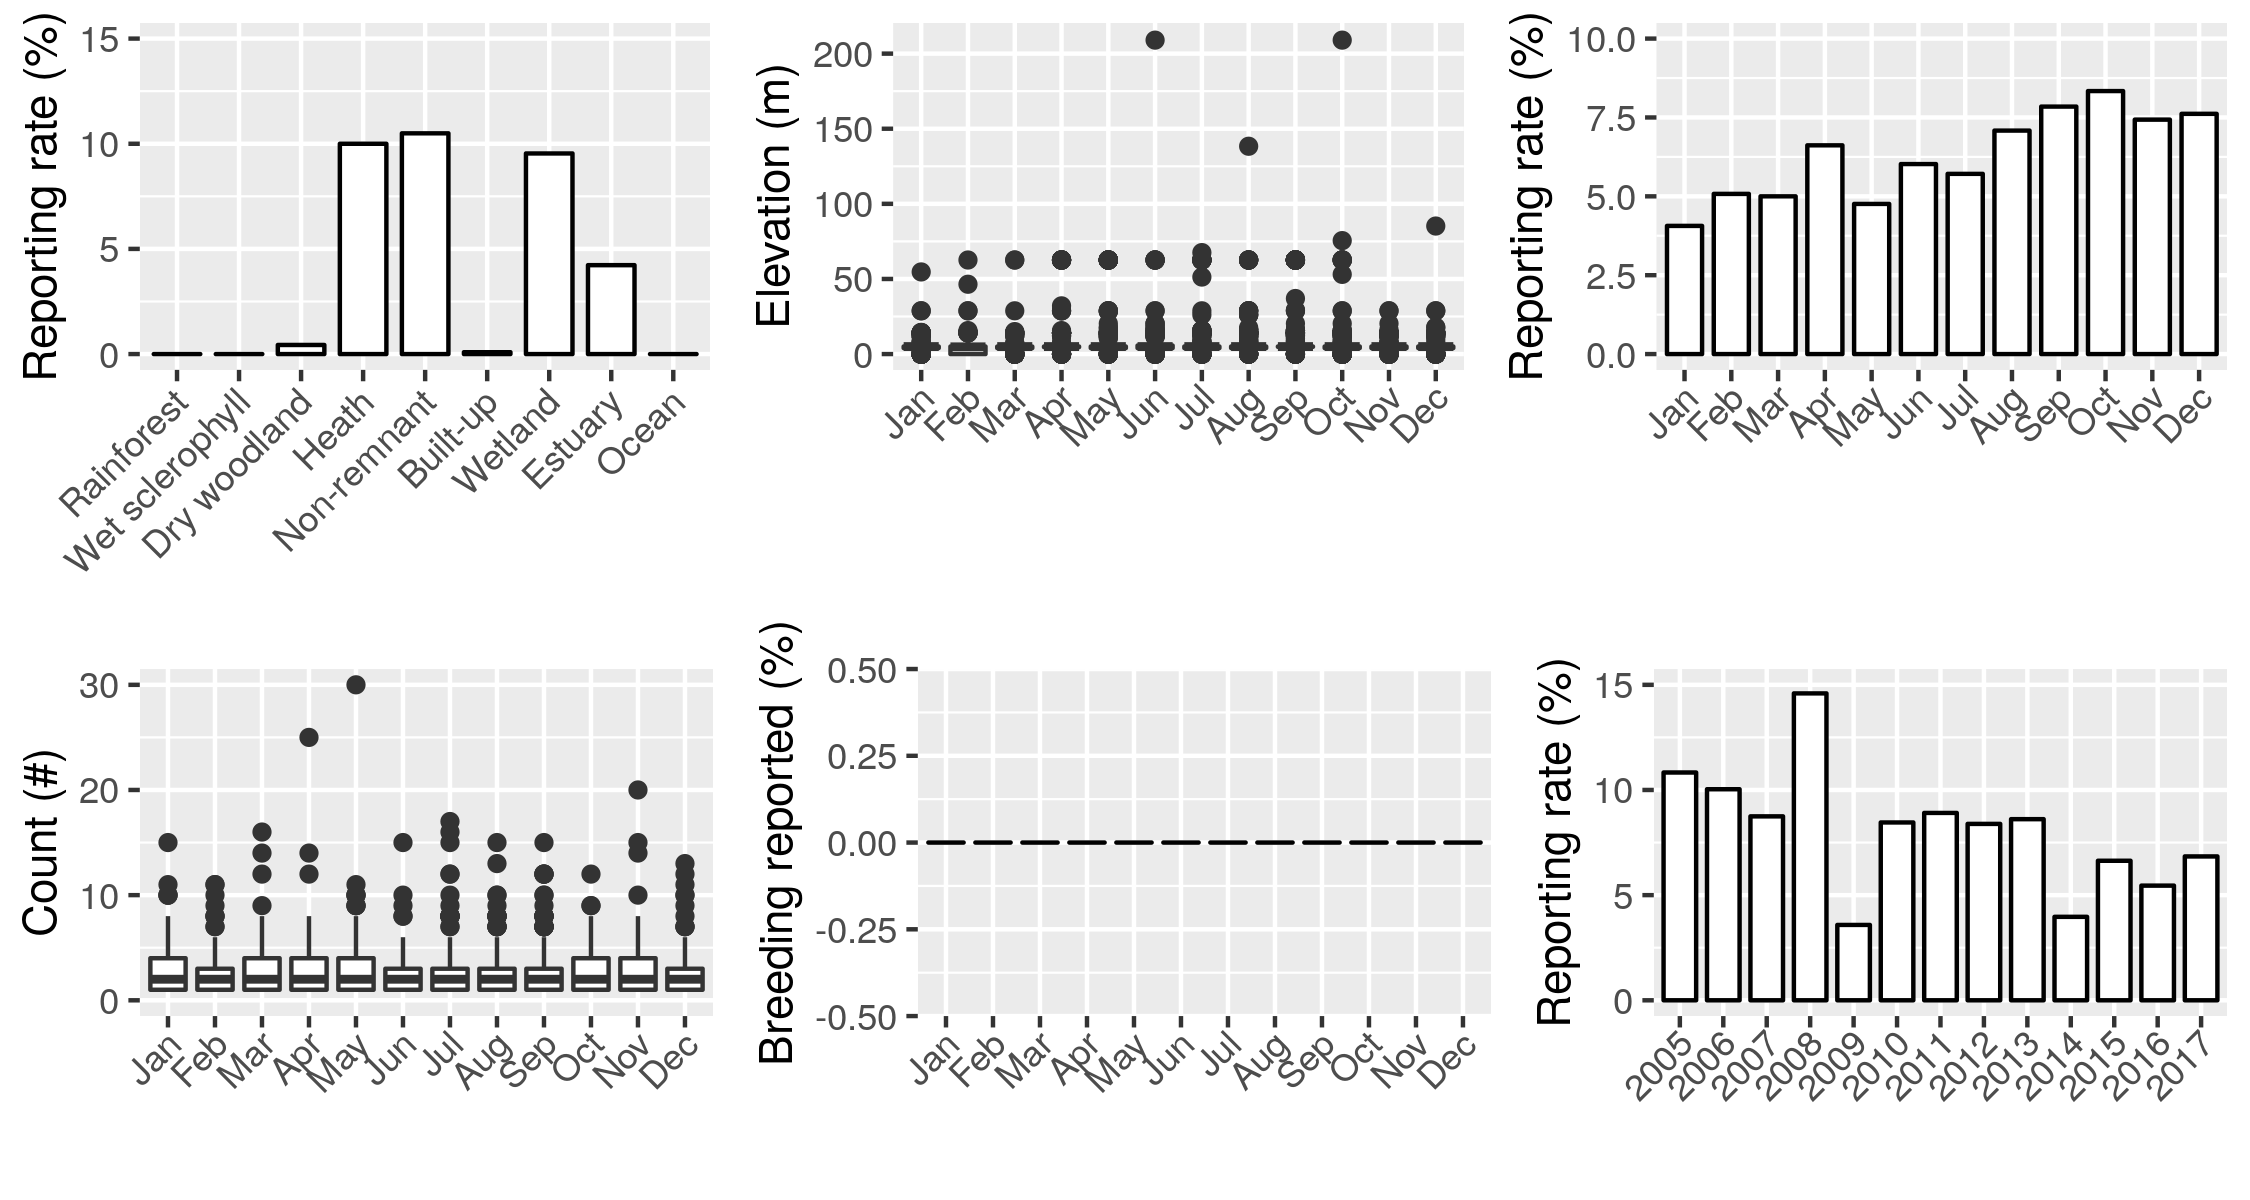 Reporting rate (%)
15
10
5
0
Rainforest
Wet sclerophyll
Dry woodland
Heath
Non-remnant
Built-up
Wetland
Estuary
Ocean
Elevation (m)
200
150
100
50
0
Jan
Feb
Mar
Apr
May
Jun
Jul
Aug
Sep
Oct
Nov
Dec
Reporting rate (%)
10.0
7.5
5.0
2.5
0.0
Jan
Feb
Mar
Apr
May
Jun
Jul
Aug
Sep
Oct
Nov
Dec
Count (#)
30
20
10
0
Jan
Feb
Mar
Apr
May
Jun
Jul
Aug
Sep
Oct
Nov
Dec
Breeding reported (%)
0.50
0.25
0.00
-0.25
-0.50
Jan
Feb
Mar
Apr
May
Jun
Jul
Aug
Sep
Oct
Nov
Dec
Reporting rate (%)
15
10
5
0
2005
2006
2007
2008
2009
2010
2011
2012
2013
2014
2015
2016
2017